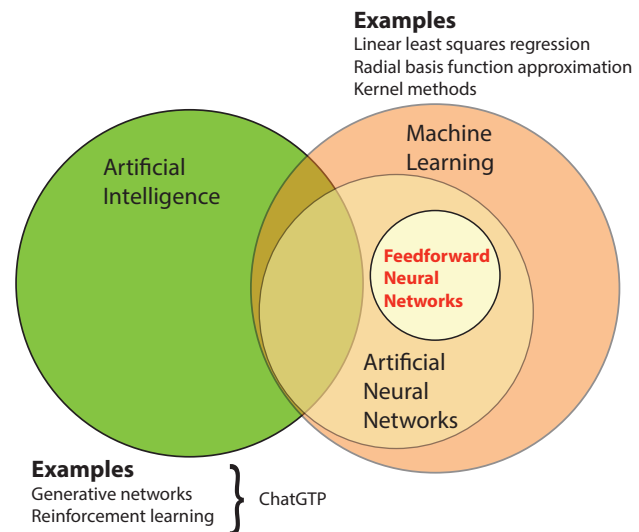 Examples
Linear least squares regression
Radial basis function approximation
Kernel methods
Machine
Learning
Artificial
Intelligence
Feedforward
Neural
Networks
Artificial
Neural
Networks
Examples
Generative networks
Reinforcement learning
} ChatGTP